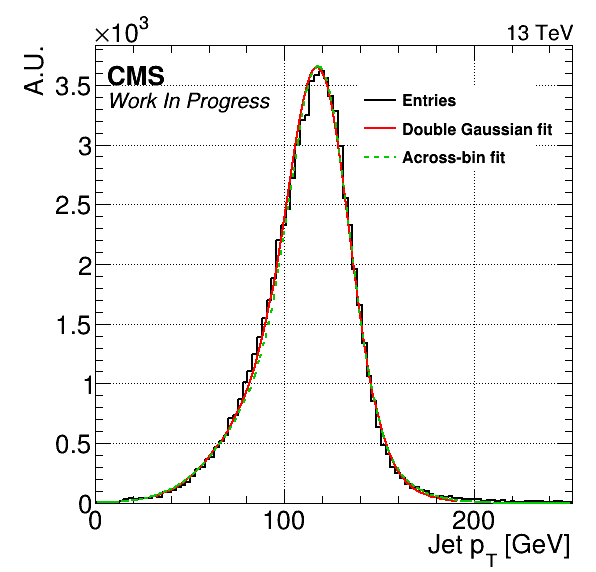 ×10³
13 TeV
A.U.
CMS
Work In Progress
Entries
Double Gaussian fit
Across-bin fit
3.5
3
2.5
2
1.5
1
0.5
0
0 100 200
Jet p_T [GeV]